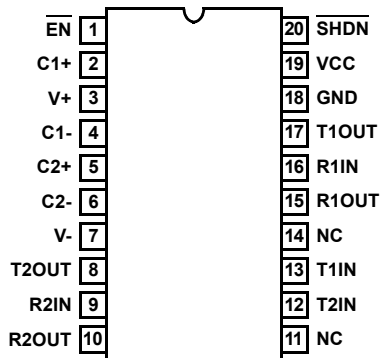 EN 1 20 SHDN
C1+ 2 19 VCC
V+ 3 18 GND
C1- 4 17 T1OUT
C2+ 5 16 R1IN
C2- 6 15 R1OUT
V- 7 14 NC
T2OUT 8 13 T1IN
R2IN 9 12 T2IN
R2OUT 10 11 NC